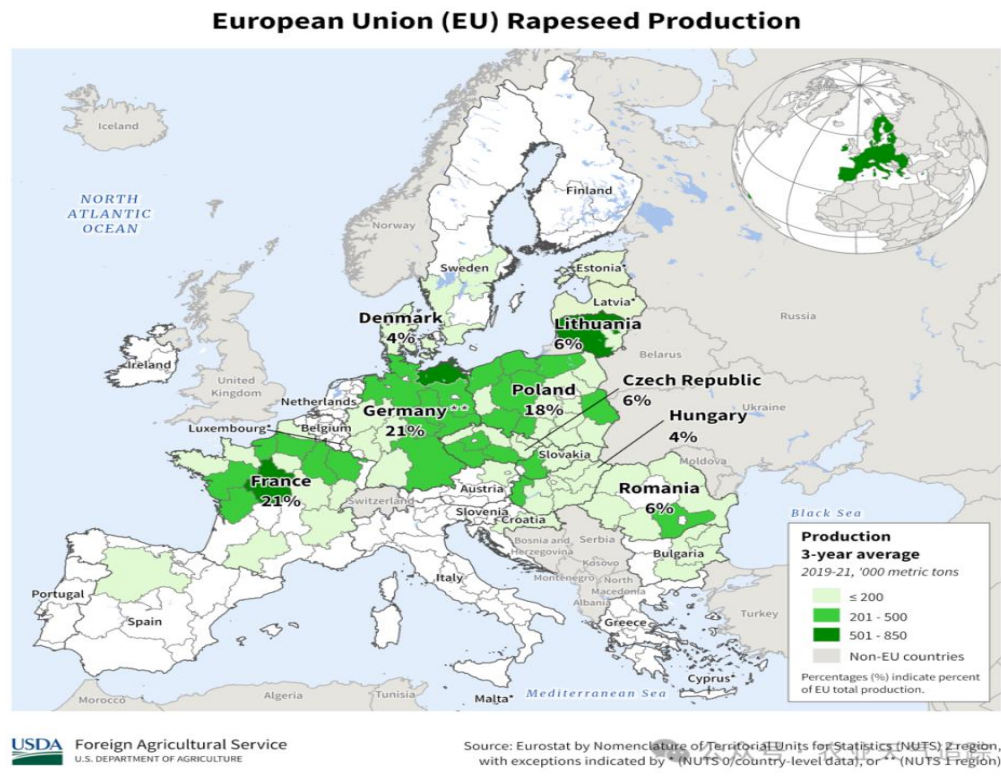 European Union (EU) Rapeseed Production
Iceland
NORTH
ATLANTIC
OCEAN
Norway
Finland
Sweden
Estonia*
Latvia*
Russia
Denmark
4%
Lithuania
6%
Belarus
Ireland
United
Kingdom
Netherlands
Poland
18%
Czech Republic
6%
Germany**
21%
Hungary
4%
Ukraine
Luxembourg*
Belgium
Slovakia
Moldova
France
21%
Switzerland
Austria
Romania
6%
Slovenia
Croatia
Black Sea
Bosnia and
Herzegovina
Serbia
Kosovo
Bulgaria
Italy
Montenegro
North
Macedonia
Albania
Portugal
Spain
Greece
Turkey
Cyprus*
Malta*
Mediterranean Sea
Morocco
Algeria
Tunisia
Production
3-year average
2019-21, '000 metric tons
≤ 200
201 - 500
501 - 850
Non-EU countries
Percentages (%) indicate percent
of EU total production.
USDA
Foreign Agricultural Service
U.S. DEPARTMENT OF AGRICULTURE
Source: Eurostat by Nomenclature of Territorial Units for Statistics (NUTS) 2 region,
with exceptions indicated by * (NUTS 0/country-level data), or ** (NUTS 1 region)
公众号